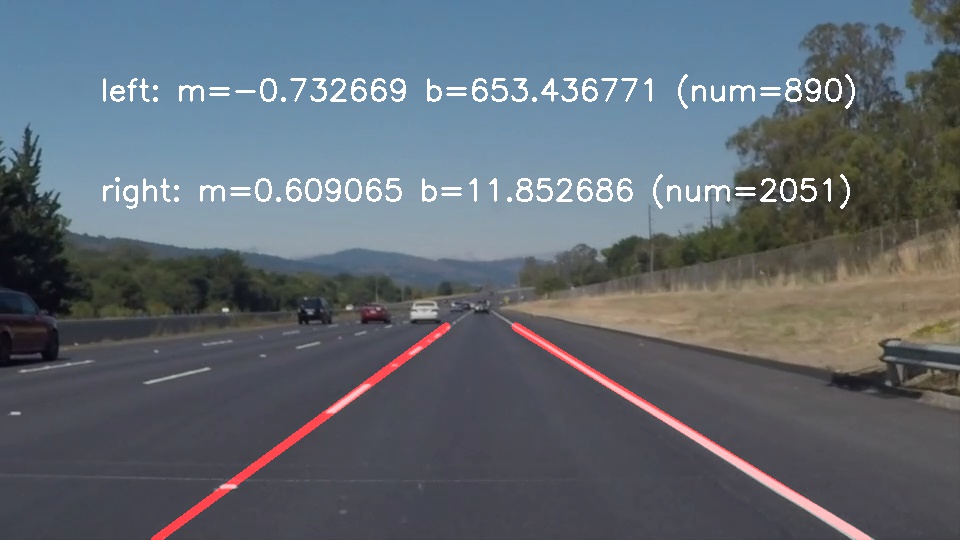 left: m=-0.732669 b=653.436771 (num=890)
right: m=0.609065 b=11.852686 (num=2051)